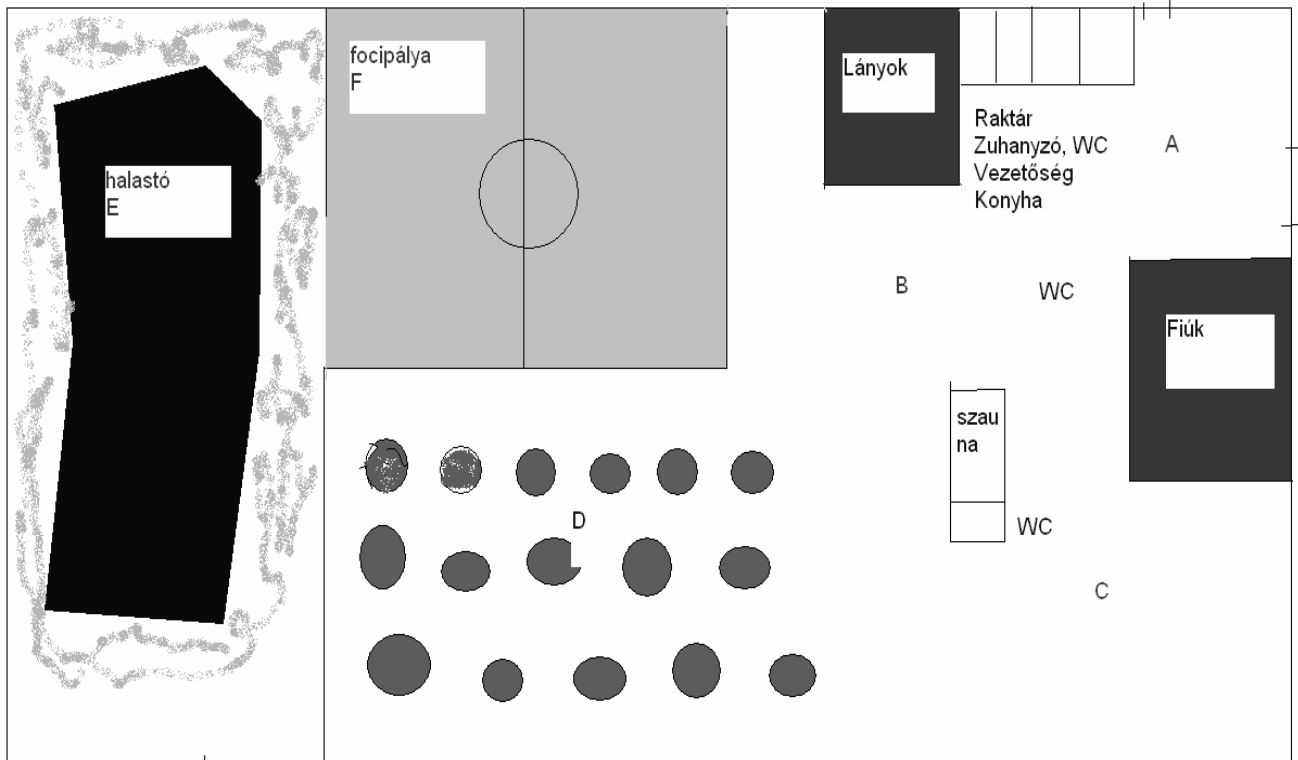 focipálya
F
Lányok
halastó
E
Raktár
Zuhanyzó, WC
Vezetőség
Konyha
A
B
WC
Fiúk
szau
na
D
WC
C